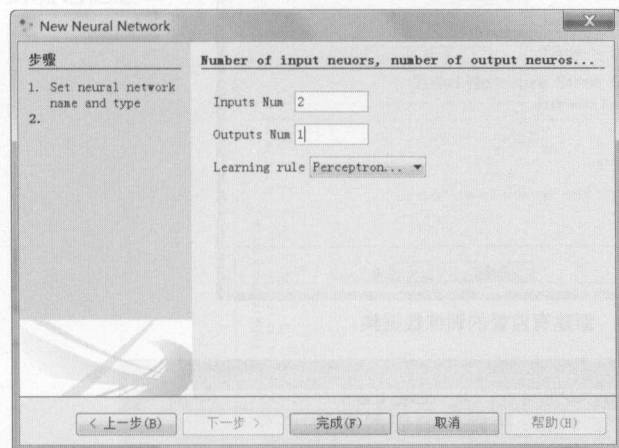 New Neural Network
步骤
1. Set neural network
name and type
2.
Number of input neuors, number of output neuros...
Inputs Num 2
Outputs Num 1
Learning rule Perceptron...
< 上一步(B)
下一步 >
完成(F)
取消
帮助(H)